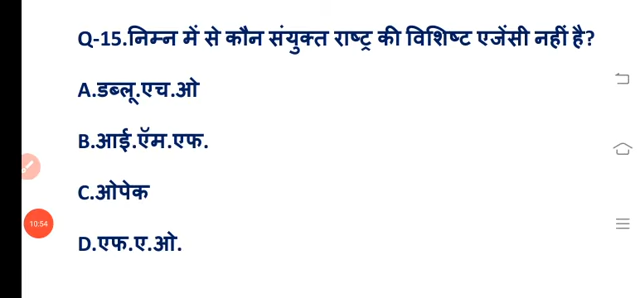 Q-15.निम्न में से कौन संयुक्त राष्ट्र की विशिष्ट एजेंसी नहीं है?
A.डब्लू.एच.ओ
B.आई.ऍम.एफ.
C.ओपेक
10:54
D.एफ.ए.ओ.